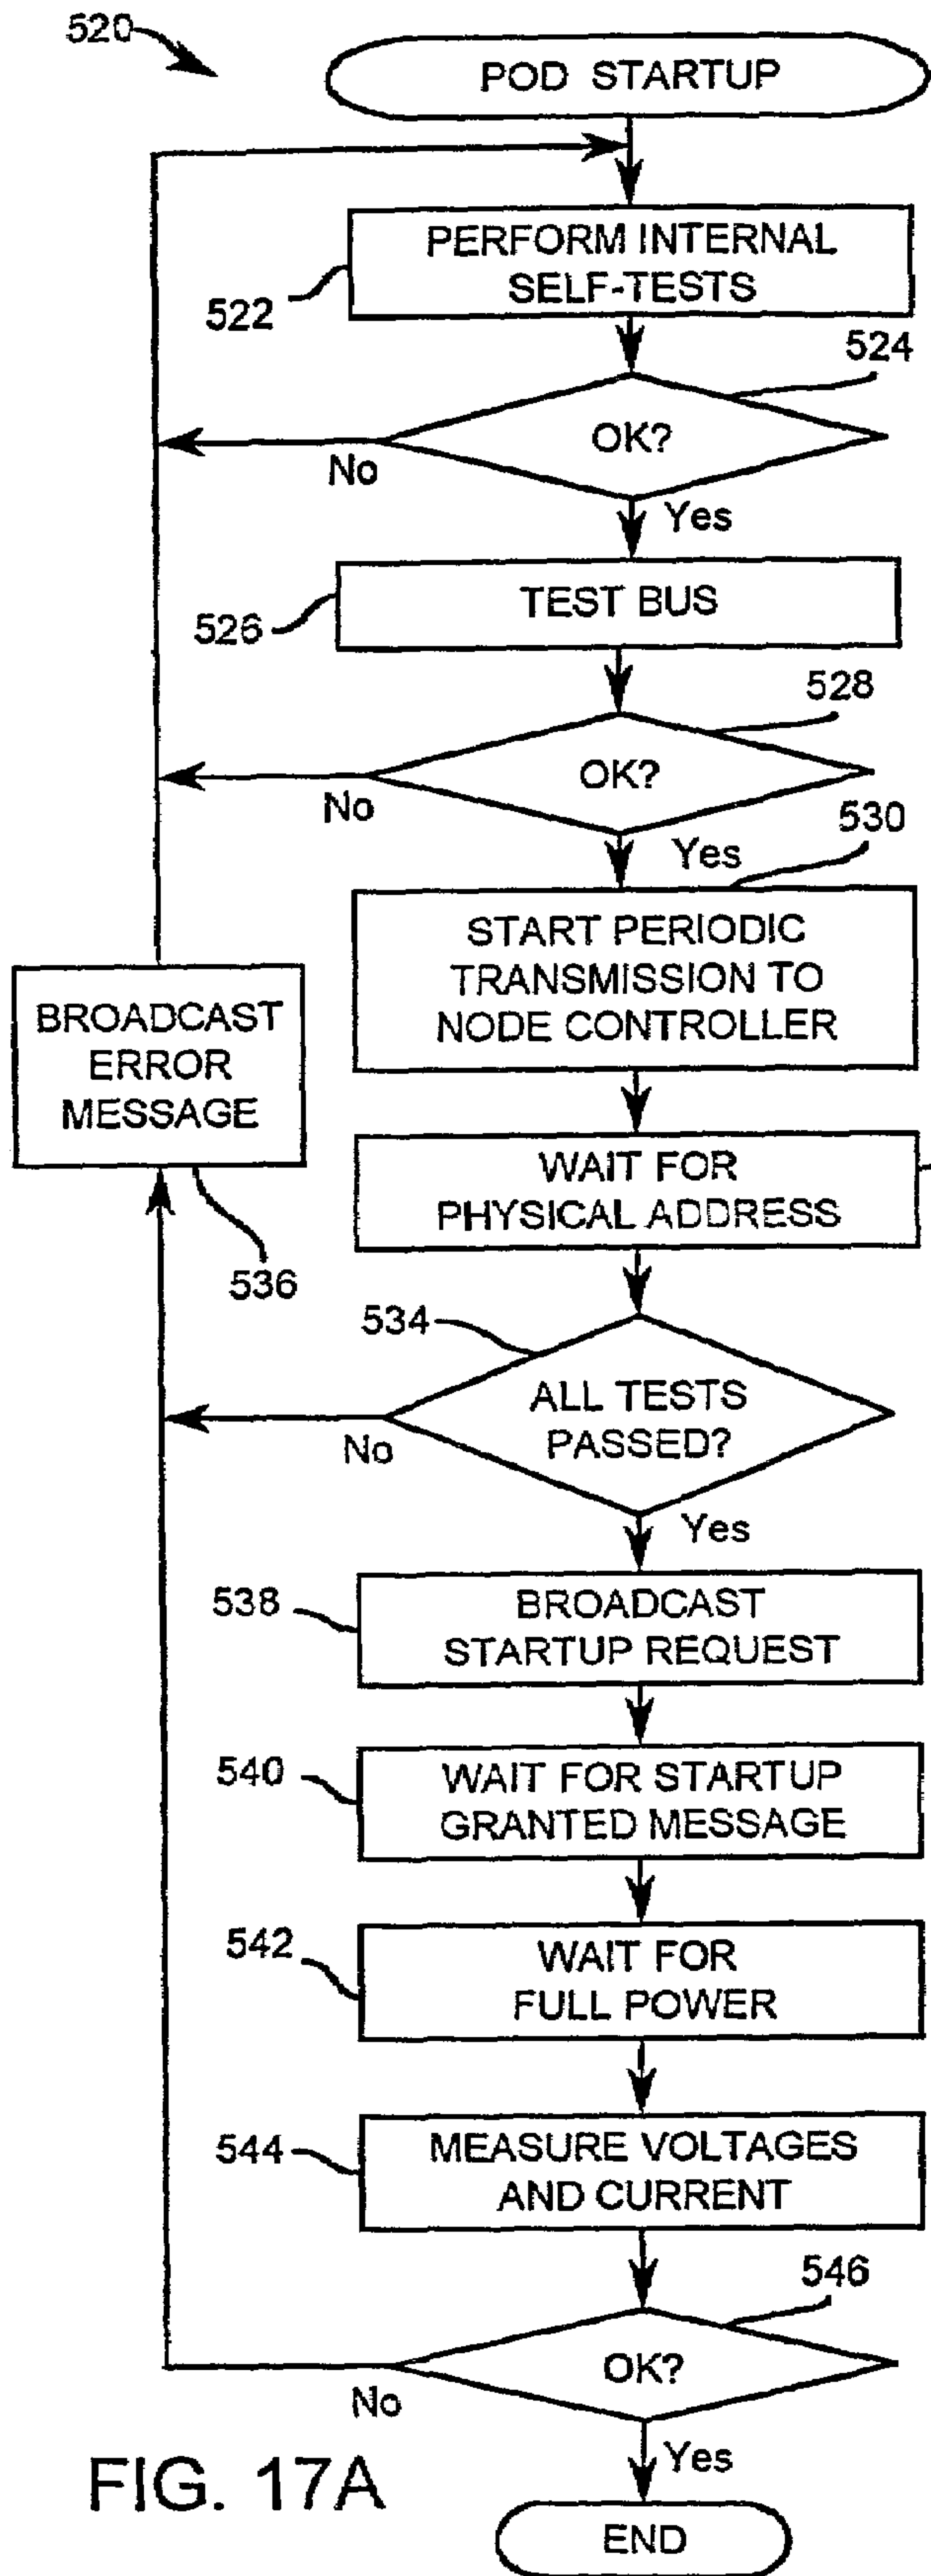 520
POD STARTUP
PERFORM INTERNAL
SELF-TESTS
522
524
OK?
No
Yes
TEST BUS
526
528
OK?
No
Yes
530
START PERIODIC
TRANSMISSION TO
NODE CONTROLLER
BROADCAST
ERROR
MESSAGE
536
WAIT FOR
PHYSICAL ADDRESS
534
ALL TESTS
PASSED?
No
Yes
538
BROADCAST
STARTUP REQUEST
540
WAIT FOR STARTUP
GRANTED MESSAGE
542
WAIT FOR
FULL POWER
544
MEASURE VOLTAGES
AND CURRENT
546
OK?
No
Yes
FIG. 17A
END